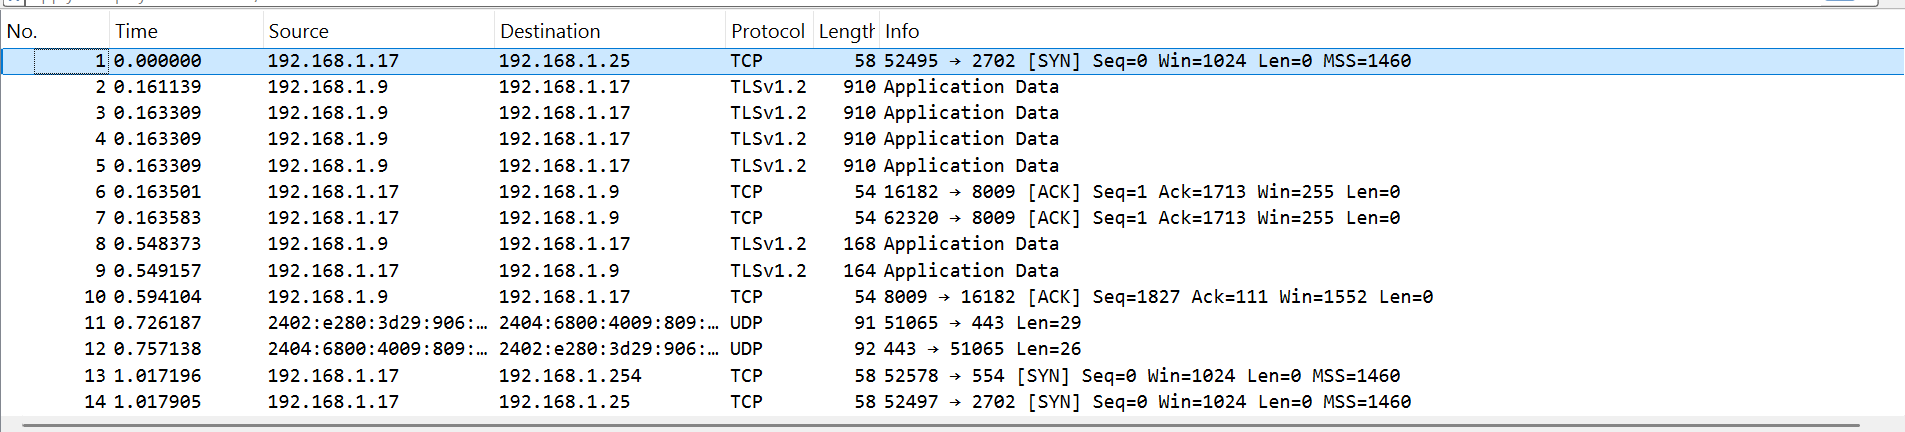 No. Time Source Destination Protocol Length Info
1 0.000000 192.168.1.17 192.168.1.25 TCP 58 52495 → 2702 [SYN] Seq=0 Win=1024 Len=0 MSS=1460
2 0.161139 192.168.1.9 192.168.1.17 TLSv1.2 910 Application Data
3 0.163309 192.168.1.9 192.168.1.17 TLSv1.2 910 Application Data
4 0.163309 192.168.1.9 192.168.1.17 TLSv1.2 910 Application Data
5 0.163309 192.168.1.9 192.168.1.17 TLSv1.2 910 Application Data
6 0.163501 192.168.1.17 192.168.1.9 TCP 54 16182 → 8009 [ACK] Seq=1 Ack=1713 Win=255 Len=0
7 0.163583 192.168.1.17 192.168.1.9 TCP 54 62320 → 8009 [ACK] Seq=1 Ack=1713 Win=255 Len=0
8 0.548373 192.168.1.9 192.168.1.17 TLSv1.2 168 Application Data
9 0.549157 192.168.1.17 192.168.1.9 TLSv1.2 164 Application Data
10 0.594104 192.168.1.9 192.168.1.17 TCP 54 8009 → 16182 [ACK] Seq=1827 Ack=111 Win=1552 Len=0
11 0.726187 2402:e280:3d29:906:… 2404:6800:4009:809:… UDP 91 51065 → 443 Len=29
12 0.757138 2404:6800:4009:809:… 2402:e280:3d29:906:… UDP 92 443 → 51065 Len=26
13 1.017196 192.168.1.17 192.168.1.254 TCP 58 52578 → 554 [SYN] Seq=0 Win=1024 Len=0 MSS=1460
14 1.017905 192.168.1.17 192.168.1.25 TCP 58 52497 → 2702 [SYN] Seq=0 Win=1024 Len=0 MSS=1460